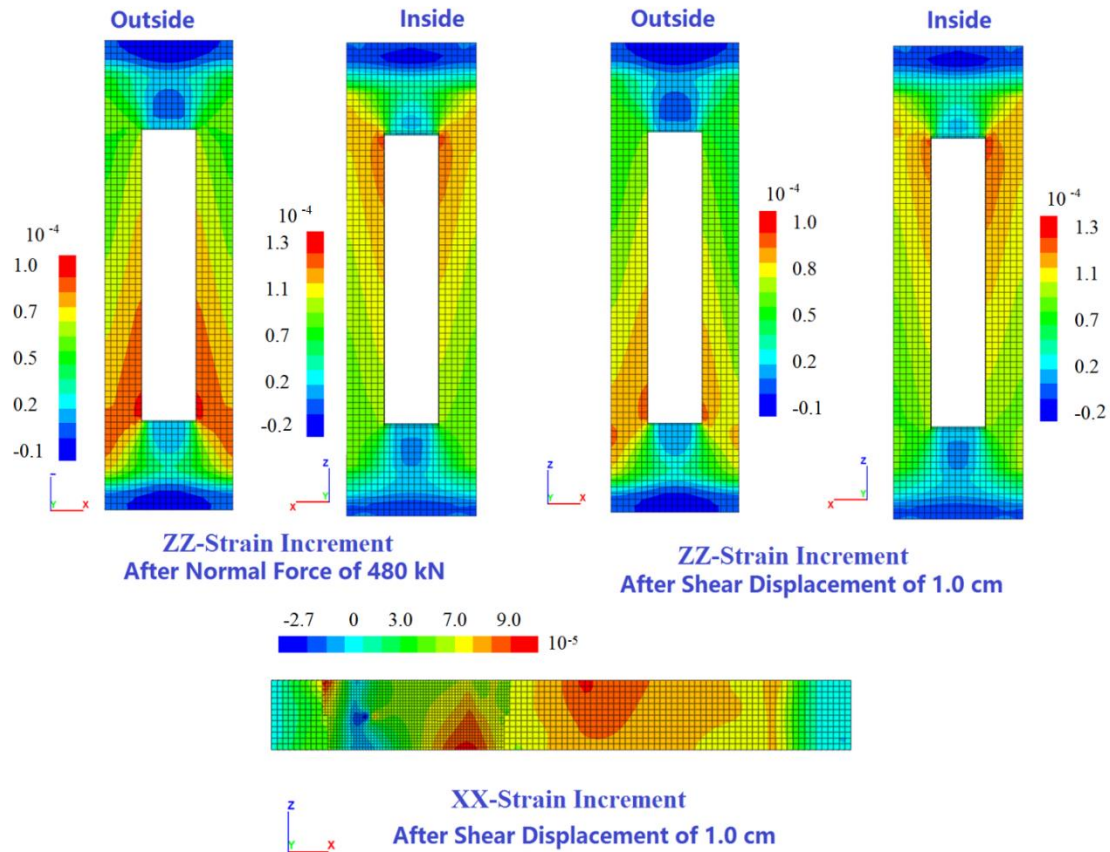 Outside
Inside
Outside
Inside
10 -4
1.0
0.7
0.5
0.2
-0.1
10 -4
1.3
1.1
0.7
0.2
-0.2
10 -4
1.0
0.8
0.4
0.2
-0.1
10 -4
1.3
1.1
0.7
0.2
-0.2
Y
X
Z
X
Y
Z
Y
X
Z
X
Y
ZZ-Strain Increment
After Normal Force of 480 kN
ZZ-Strain Increment
After Shear Displacement of 1.0 cm
-2.7 0 3.0 7.0 9.0
10-5
Z
Y
X
XX-Strain Increment
After Shear Displacement of 1.0 cm